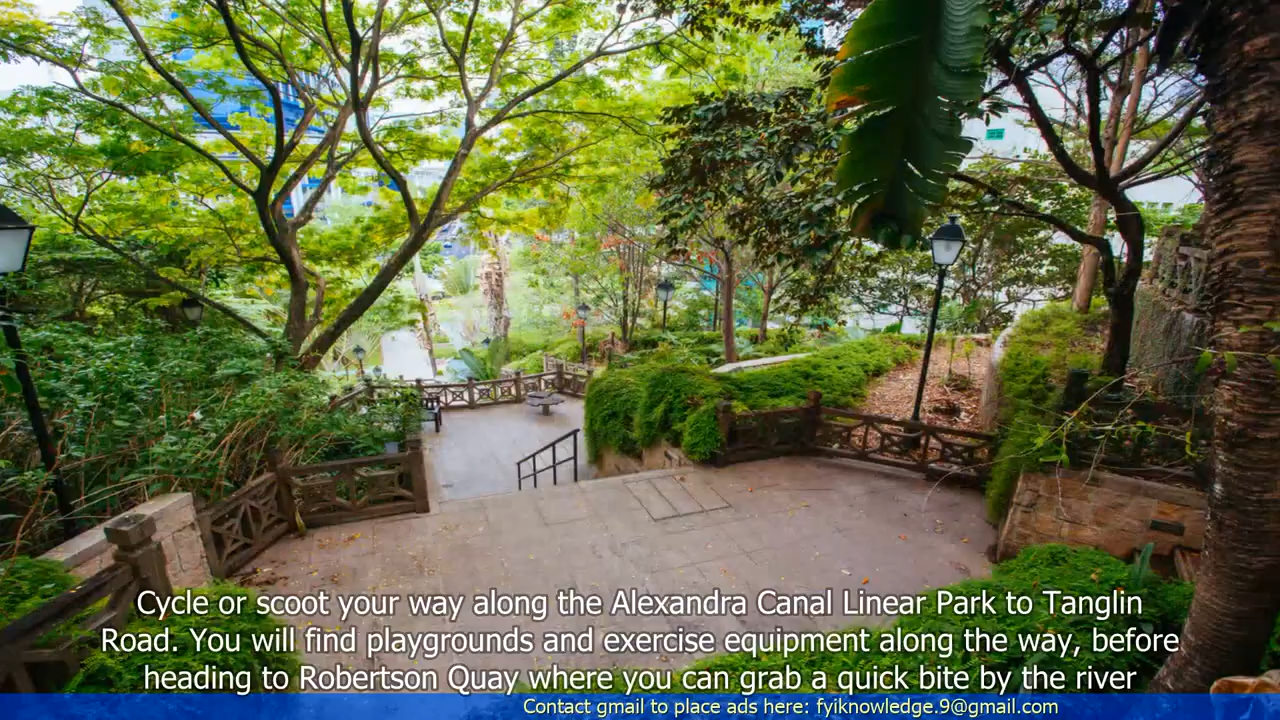 Cycle or scoot your way along the Alexandra Canal Linear Park to Tanglin
Road. You will find playgrounds and exercise equipment along the way, before
heading to Robertson Quay where you can grab a quick bite by the river
Contact gmail to place ads here: fyiknowledge.9@gmail.com